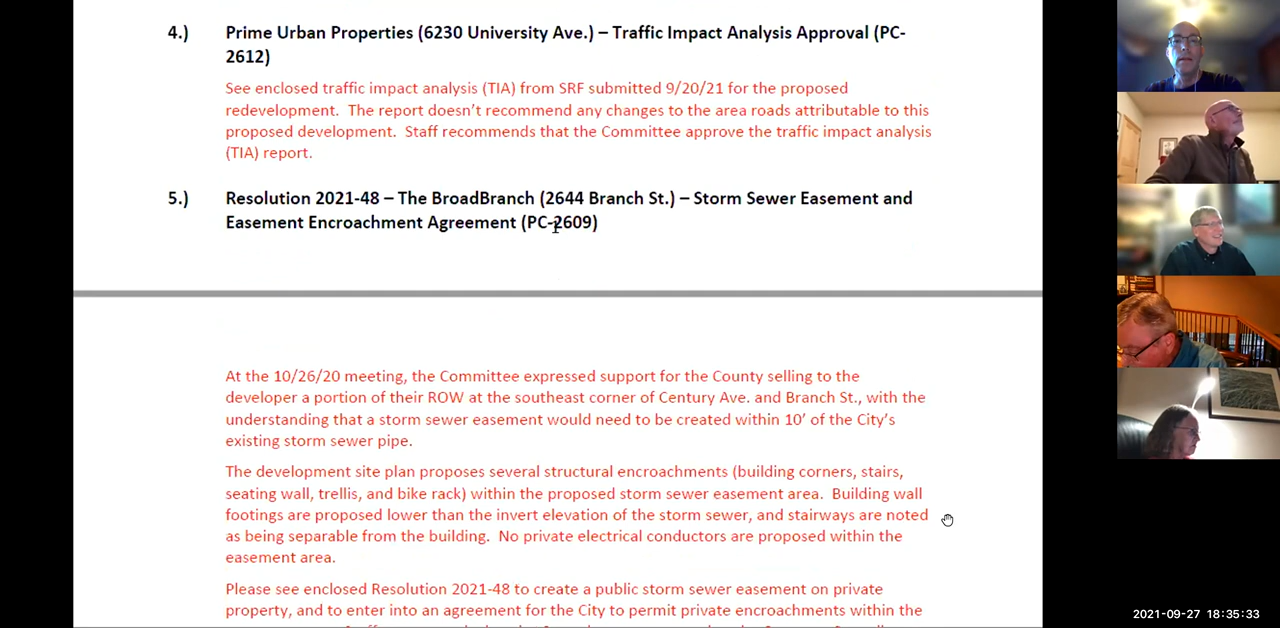 4.) Prime Urban Properties (6230 University Ave.) – Traffic Impact Analysis Approval (PC-
2612)
See enclosed traffic impact analysis (TIA) from SRF submitted 9/20/21 for the proposed
redevelopment. The report doesn't recommend any changes to the area roads attributable to this
proposed development. Staff recommends that the Committee approve the traffic impact analysis
(TIA) report.
5.) Resolution 2021-48 – The BroadBranch (2644 Branch St.) – Storm Sewer Easement and
Easement Encroachment Agreement (PC-2609)
At the 10/26/20 meeting, the Committee expressed support for the County selling to the
developer a portion of their ROW at the southeast corner of Century Ave. and Branch St., with the
understanding that a storm sewer easement would need to be created within 10' of the City's
existing storm sewer pipe.
The development site plan proposes several structural encroachments (building corners, stairs,
seating wall, trellis, and bike rack) within the proposed storm sewer easement area. Building wall
footings are proposed lower than the invert elevation of the storm sewer, and stairways are noted
as being separable from the building. No private electrical conductors are proposed within the
easement area.
Please see enclosed Resolution 2021-48 to create a public storm sewer easement on private
property, and to enter into an agreement for the City to permit private encroachments within the
2021-09-27 18:35:33